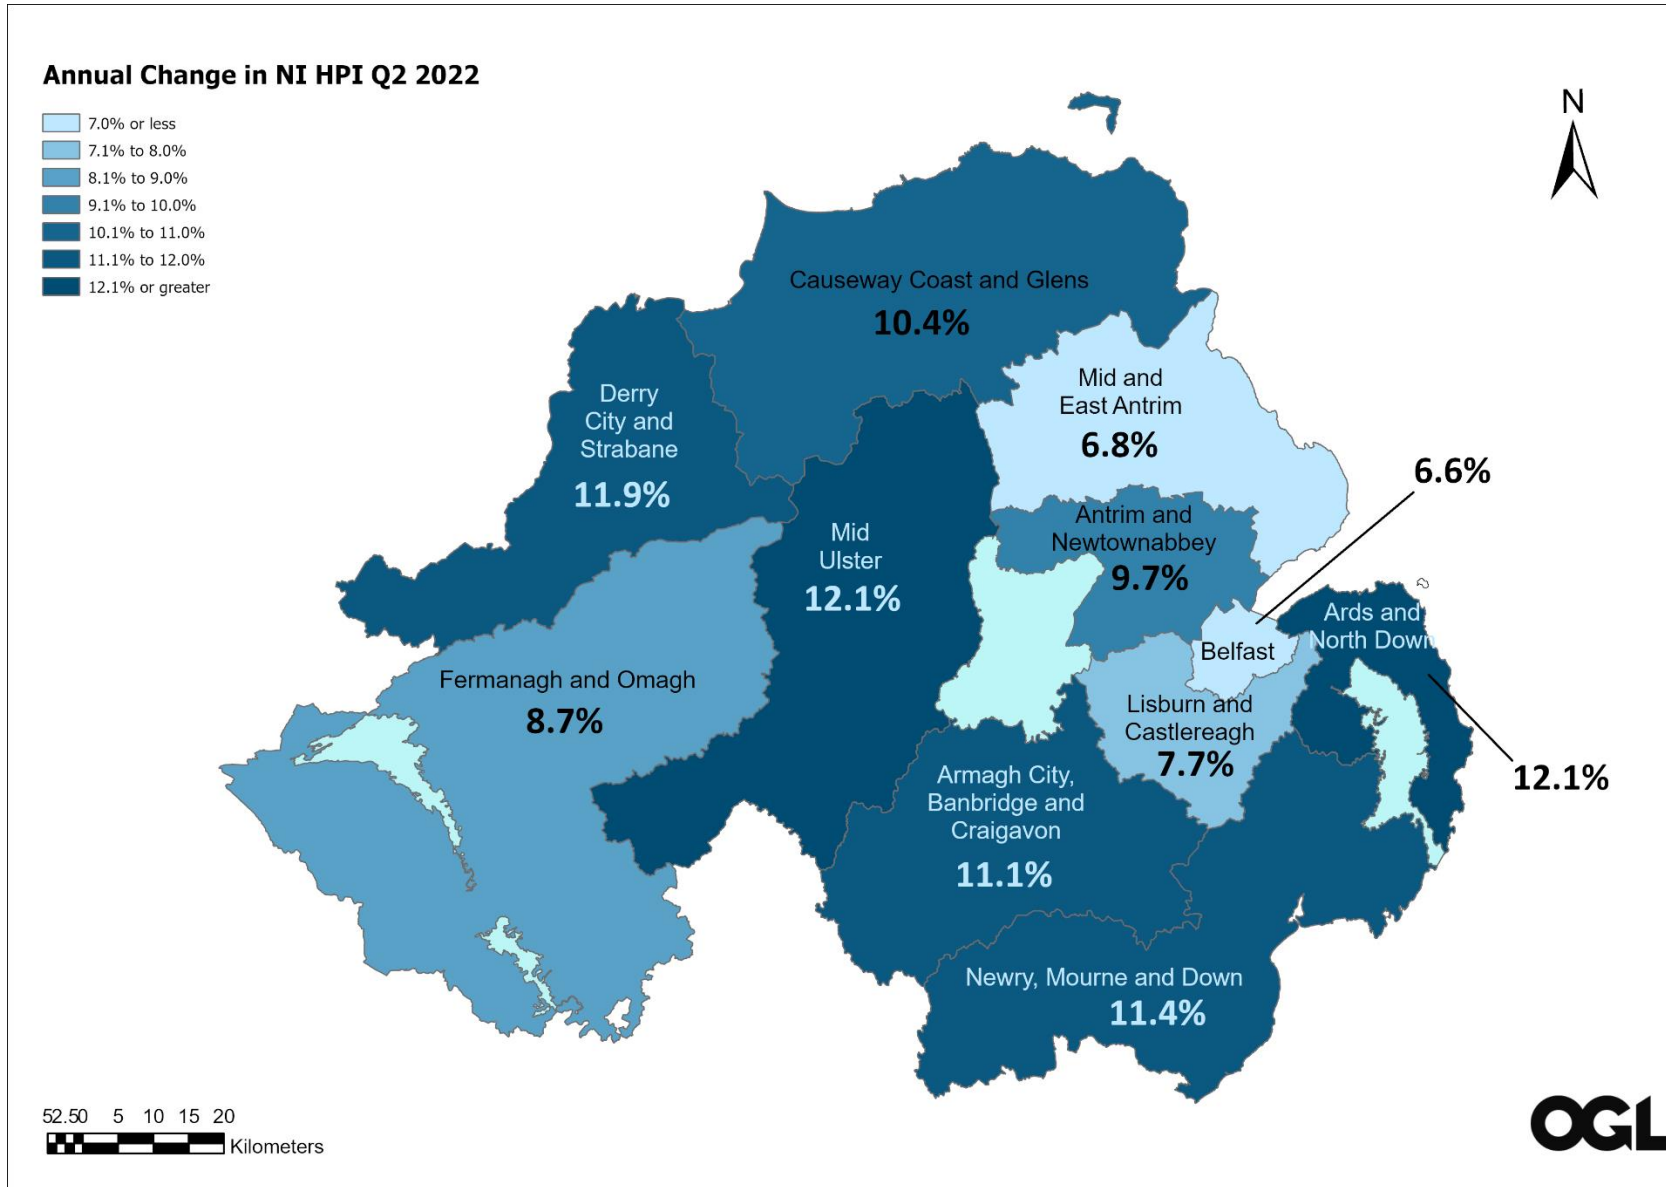 Annual Change in NI HPI Q2 2022
7.0% or less
7.1% to 8.0%
8.1% to 9.0%
9.1% to 10.0%
10.1% to 11.0%
11.1% to 12.0%
12.1% or greater
N
Causeway Coast and Glens
10.4%
Derry
City and
Strabane
11.9%
Mid and
East Antrim
6.8%
6.6%
Antrim and
Newtownabbey
9.7%
Mid
Ulster
12.1%
Ards and
North Down
12.1%
Belfast
Fermanagh and Omagh
8.7%
Lisburn and
Castlereagh
7.7%
Armagh City,
Banbridge and
Craigavon
11.1%
Newry, Mourne and Down
11.4%
52.50 5 10 15 20
Kilometers
OGL